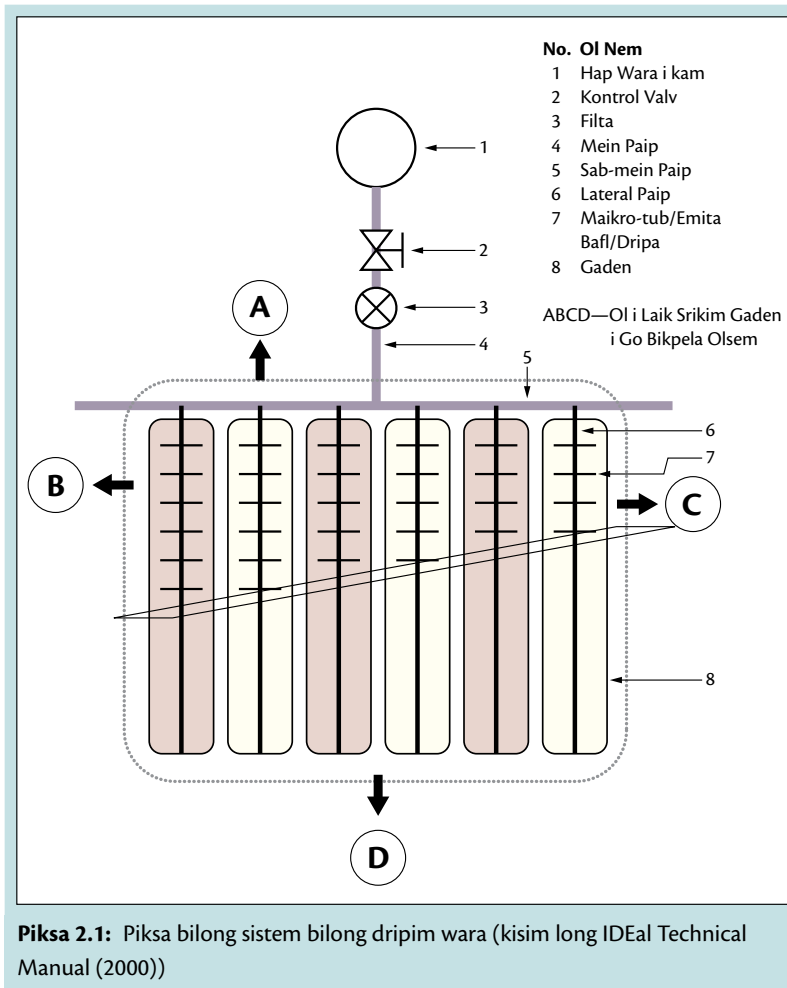 No. Ol Nem
1 Hap Wara i kam
2 Kontrol Valv
3 Filta
4 Mein Paip
5 Sab-mein Paip
6 Lateral Paip
7 Maikro-tub/Emita
Bafl/Dripa
8 Gaden
ABCD—Ol i Laik Srikim Gaden
i Go Bikpela Olsem
1
2
3
4
A
5
6
7
B
C
8
D
Piksa 2.1: Piksa bilong sistem bilong dripim wara (kisim long IDEal Technical
Manual (2000))